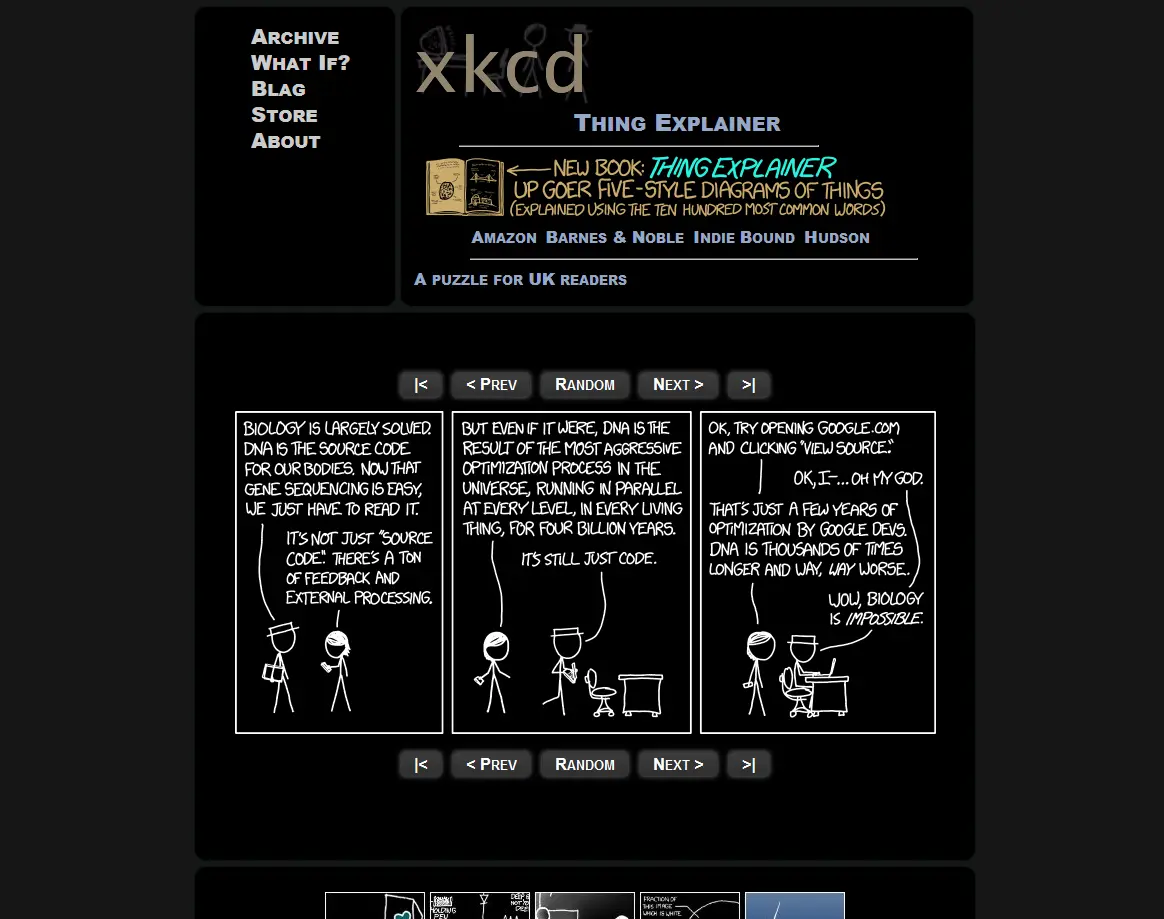 Archive
What If?
Blag
Store
About
xkcd
Thing Explainer
NEW BOOK: THING EXPLAINER
UP GOER FIVE-STYLE DIAGRAMS OF THINGS
(EXPLAINED USING THE TEN HUNDRED MOST COMMON WORDS)
Amazon Barnes & Noble Indie Bound Hudson
A puzzle for UK readers
|< < Prev Random Next > >|
BIOLOGY IS LARGELY SOLVED.
DNA IS THE SOURCE CODE
FOR OUR BODIES. NOW THAT
GENE SEQUENCING IS EASY,
WE JUST HAVE TO READ IT.
IT'S NOT JUST "SOURCE
CODE." THERE'S A TON
OF FEEDBACK AND
EXTERNAL PROCESSING.
BUT EVEN IF IT WERE, DNA IS THE
RESULT OF THE MOST AGGRESSIVE
OPTIMIZATION PROCESS IN THE
UNIVERSE, RUNNING IN PARALLEL
AT EVERY LEVEL, IN EVERY LIVING
THING, FOR FOUR BILLION YEARS.
IT'S STILL JUST CODE.
OK, TRY OPENING GOOGLE.COM
AND CLICKING "VIEW SOURCE."
OK, I-...OH MY GOD.
THAT'S JUST A FEW YEARS OF
OPTIMIZATION BY GOOGLE DEVS.
DNA IS THOUSANDS OF TIMES
LONGER AND WAY, WAY WORSE.
WOW, BIOLOGY
IS IMPOSSIBLE.
|< < Prev Random Next > >|
HOLDING
FRACTION OF
THIS IMAGE
WHICH IS WHITE